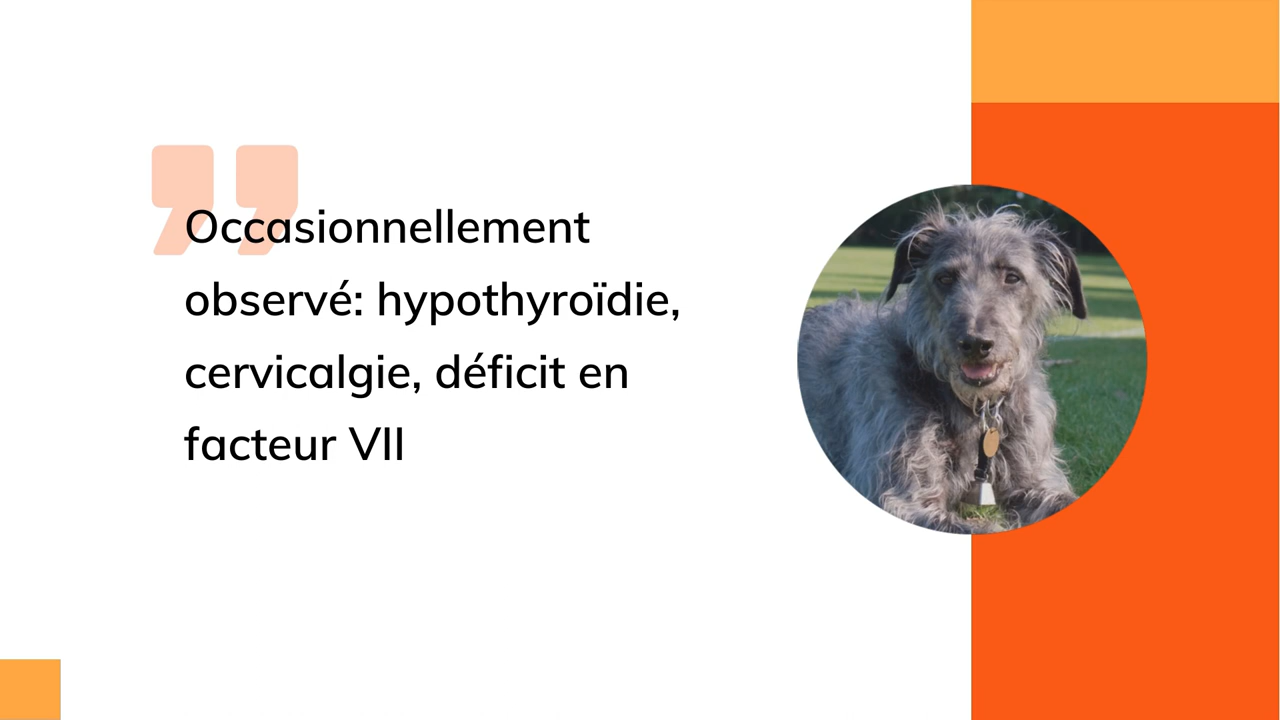 Occasionnellement
observé: hypothyroïdie,
cervicalgie, déficit en
facteur VII